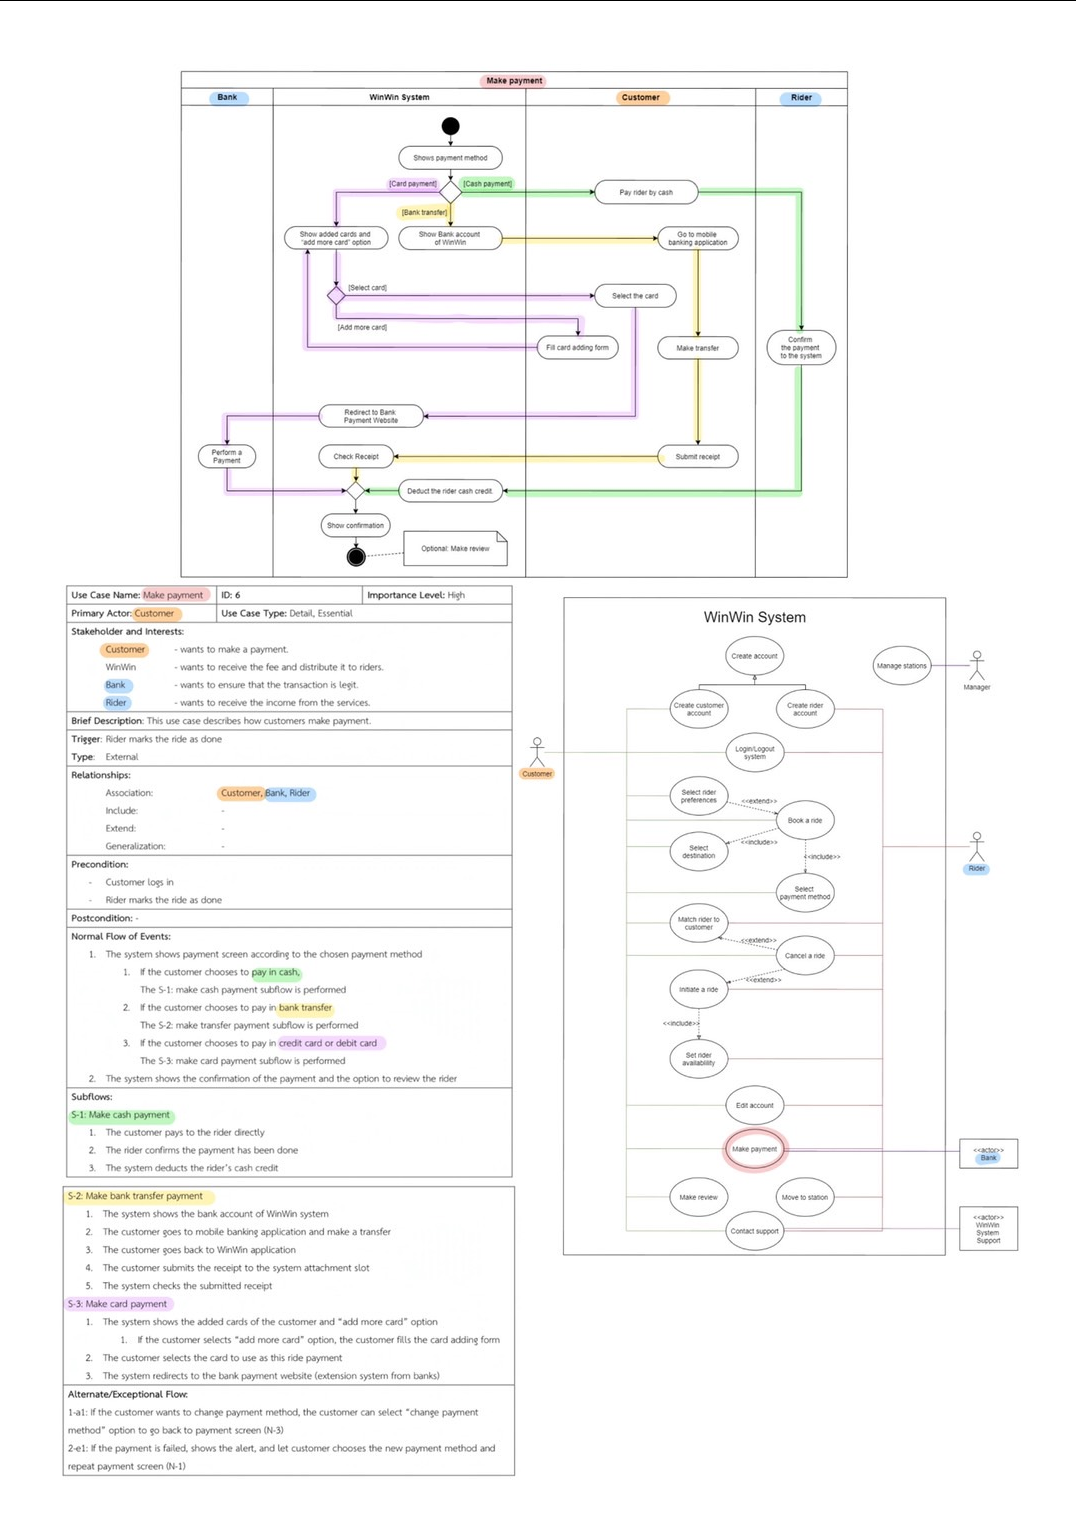 Make payment
Bank
WinWin System
Customer
Rider
Shows payment method
[Card payment]
[Cash payment]
Pay rider by cash
[Bank transfer]
Show added cards and
"add more card" option
Show Bank account
of WinWin
Go to mobile
banking application
[Select card]
Select the card
[Add more card]
Fill card adding form
Make transfer
Confirm
the payment
to the system
Redirect to Bank
Payment Website
Perform a
Payment
Check Receipt
Submit receipt
Deduct the rider cash credit.
Show confirmation
Optional: Make review
Use Case Name: Make payment
ID: 6
Importance Level: High
Primary Actor: Customer
Use Case Type: Detail, Essential
Stakeholder and Interests:
Customer - wants to make a payment.
WinWin - wants to receive the fee and distribute it to riders.
Bank - wants to ensure that the transaction is legit.
Rider - wants to receive the income from the services.
Brief Description: This use case describes how customers make payment.
Trigger: Rider marks the ride as done
Type: External
Relationships:
Association: Customer, Bank, Rider
Include: -
Extend: -
Generalization: -
Precondition:
- Customer logs in
- Rider marks the ride as done
Postcondition: -
Normal Flow of Events:
1. The system shows payment screen according to the chosen payment method
1. If the customer chooses to pay in cash,
The S-1: make cash payment subflow is performed
2. If the customer chooses to pay in bank transfer
The S-2: make transfer payment subflow is performed
3. If the customer chooses to pay in credit card or debit card
The S-3: make card payment subflow is performed
2. The system shows the confirmation of the payment and the option to review the rider
Subflows:
S-1: Make cash payment
1. The customer pays to the rider directly
2. The rider confirms the payment has been done
3. The system deducts the rider's cash credit
S-2: Make bank transfer payment
1. The system shows the bank account of WinWin system
2. The customer goes to mobile banking application and make a transfer
3. The customer goes back to WinWin application
4. The customer submits the receipt to the system attachment slot
5. The system checks the submitted receipt
S-3: Make card payment
1. The system shows the added cards of the customer and "add more card" option
1. If the customer selects "add more card" option, the customer fills the card adding form
2. The customer selects the card to use as this ride payment
3. The system redirects to the bank payment website (extension system from banks)
Alternate/Exceptional Flow:
1-a1: If the customer wants to change payment method, the customer can select "change payment
method" option to go back to payment screen (N-3)
2-e1: If the payment is failed, shows the alert, and let customer chooses the new payment method and
repeat payment screen (N-1)
WinWin System
Create account
Manage stations
Manager
Create customer
account
Create rider
account
Customer
Login/Logout
system
Select rider
preferences
<<extend>>
Book a ride
Select
destination
<<include>>
<<include>>
Rider
Select
payment method
Match rider to
customer
<<extend>>
Cancel a ride
<<extend>>
Initiate a ride
<<include>>
Set rider
availability
Edit account
Make payment
<<actor>>
Bank
Make review
Move to station
Contact support
<<actor>>
WinWin
System
Support